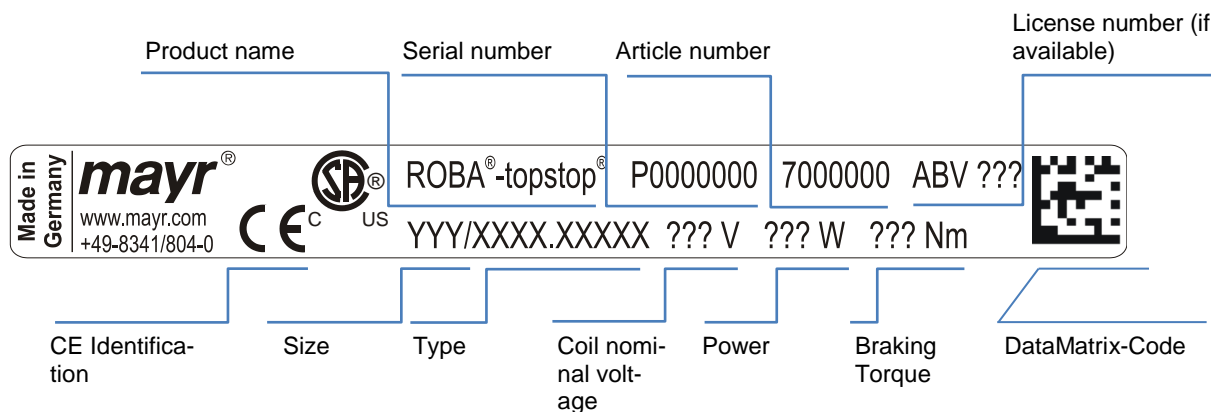 License number (if
available)
Product name
Serial number
Article number
Made in
Germany
mayr®
www.mayr.com
+49-8341/804-0
CE
C SA® US
ROBA®-topstop® P0000000 7000000 ABV ???
YYY/XXXX.XXXXX ??? V ??? W ??? Nm
CE Identifica-
tion
Size
Type
Coil nomi-
nal volt-
age
Power
Braking
Torque
DataMatrix-Code